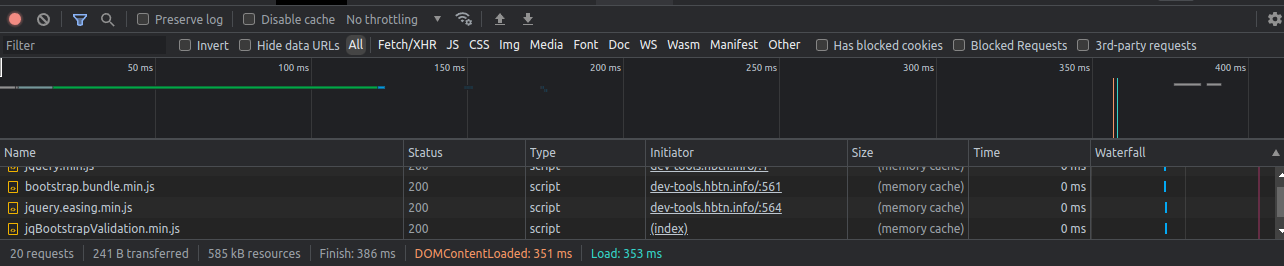 Preserve log Disable cache No throttling
Filter Invert Hide data URLs All Fetch/XHR JS CSS Img Media Font Doc WS Wasm Manifest Other Has blocked cookies Blocked Requests 3rd-party requests
50 ms 100 ms 150 ms 200 ms 250 ms 300 ms 350 ms 400 ms
Name Status Type Initiator Size Time Waterfall
jquery.min.js 200 script dev-tools.hbtn.info/:1 (memory cache) 0 ms
bootstrap.bundle.min.js 200 script dev-tools.hbtn.info/:561 (memory cache) 0 ms
jquery.easing.min.js 200 script dev-tools.hbtn.info/:564 (memory cache) 0 ms
jqBootstrapValidation.min.js 200 script (index) (memory cache) 0 ms
20 requests 241 B transferred 585 kB resources Finish: 386 ms DOMContentLoaded: 351 ms Load: 353 ms